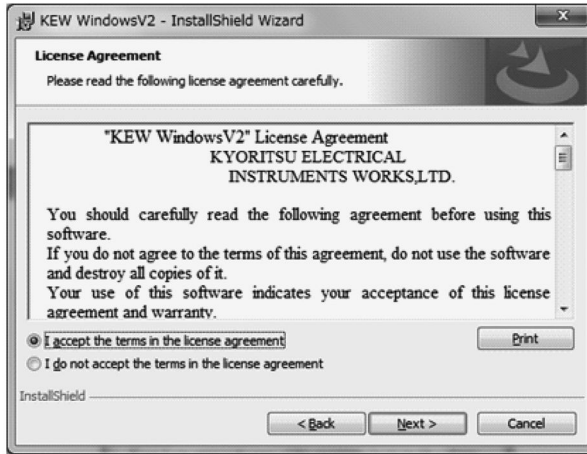 KEW WindowsV2 - InstallShield Wizard
License Agreement
Please read the following license agreement carefully.
"KEW WindowsV2" License Agreement
KYORITSU ELECTRICAL
INSTRUMENTS WORKS,LTD.
You should carefully read the following agreement before using this
software.
If you do not agree to the terms of this agreement, do not use the software
and destroy all copies of it.
Your use of this software indicates your acceptance of this license
agreement and warranty.
I accept the terms in the license agreement
Print
I do not accept the terms in the license agreement
InstallShield
< Back
Next >
Cancel